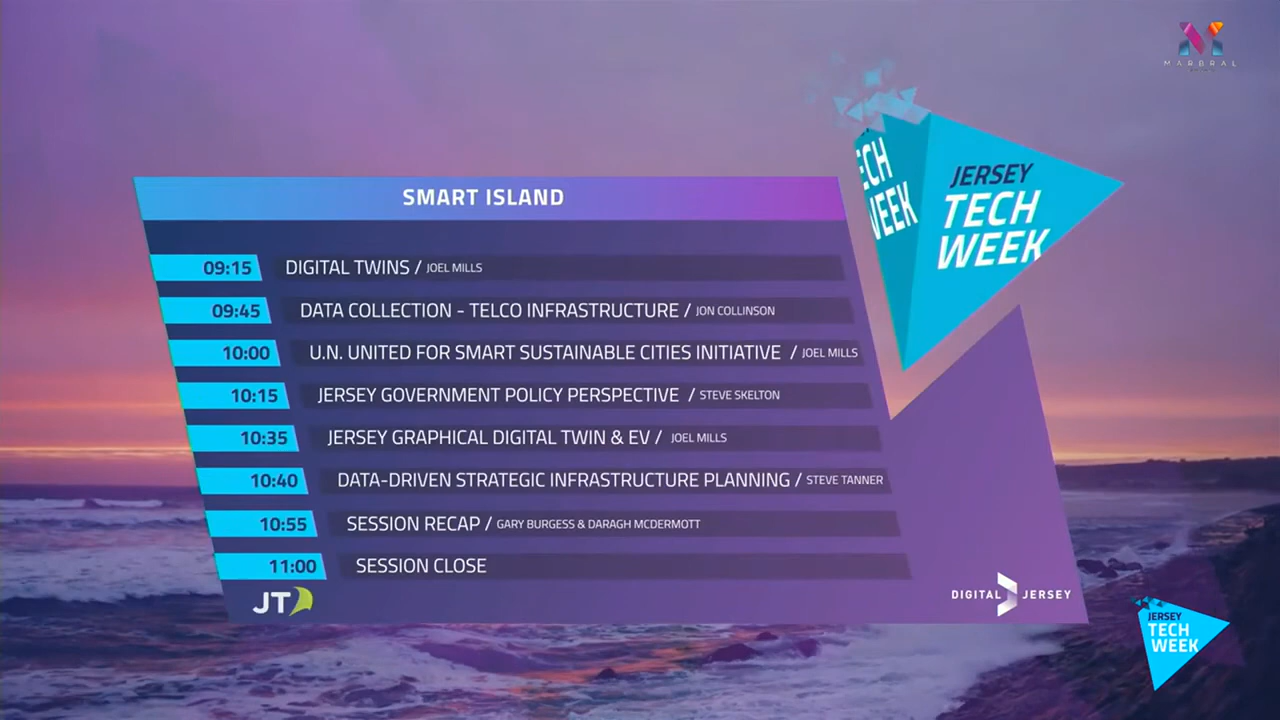 MARBRAL
ECH
WEEK
JERSEY
TECH
WEEK
SMART ISLAND
09:15 DIGITAL TWINS / JOEL MILLS
09:45 DATA COLLECTION - TELCO INFRASTRUCTURE / JON COLLINSON
10:00 U.N. UNITED FOR SMART SUSTAINABLE CITIES INITIATIVE / JOEL MILLS
10:15 JERSEY GOVERNMENT POLICY PERSPECTIVE / STEVE SKELTON
10:35 JERSEY GRAPHICAL DIGITAL TWIN & EV / JOEL MILLS
10:40 DATA-DRIVEN STRATEGIC INFRASTRUCTURE PLANNING / STEVE TANNER
10:55 SESSION RECAP / GARY BURGESS & DARAGH MCDERMOTT
11:00 SESSION CLOSE
JT
DIGITAL JERSEY
JERSEY
TECH
WEEK